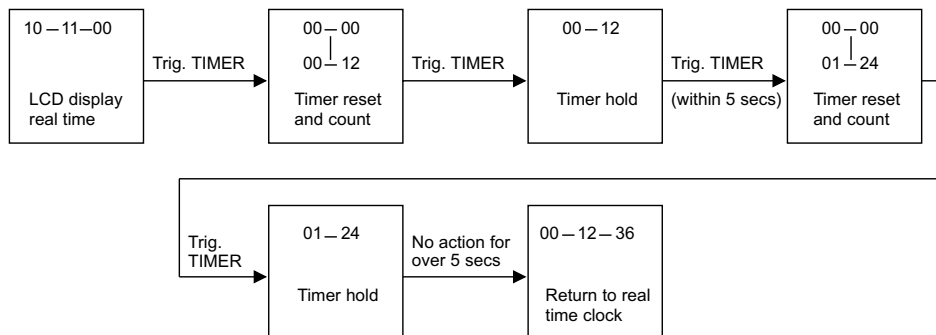 10–11–00
LCD display
real time
Trig. TIMER
00–00
00–12
Timer reset
and count
Trig. TIMER
00–12
Timer hold
Trig. TIMER
(within 5 secs)
00–00
01–24
Timer reset
and count
Trig.
TIMER
01–24
Timer hold
No action for
over 5 secs
00–12–36
Return to real
time clock